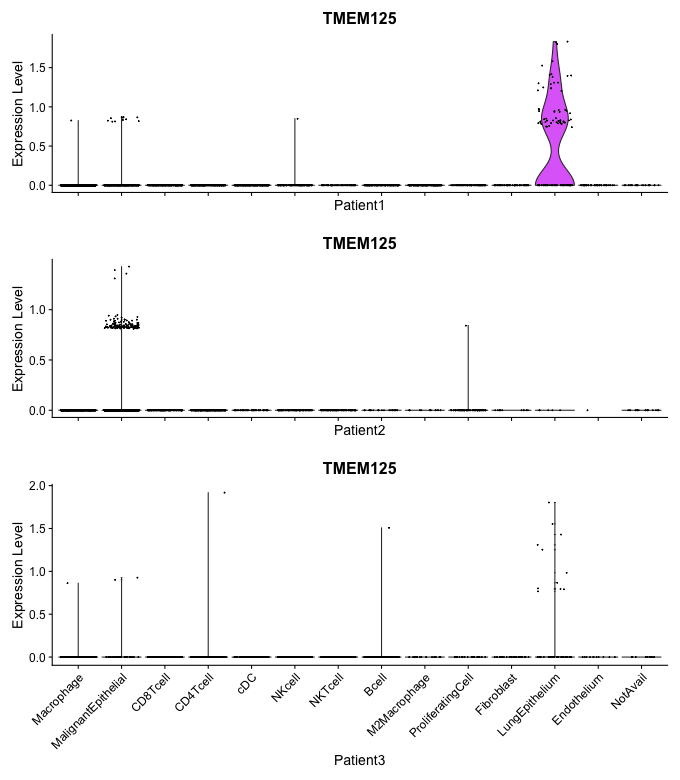 TMEM125
Expression Level
1.5
1.0
0.5
0.0
Patient1
TMEM125
Expression Level
1.0
0.5
0.0
Patient2
TMEM125
Expression Level
2.0
1.5
1.0
0.5
0.0
Macrophage
MalignantEpithelial
CD8Tcell
CD4Tcell
cDC
NKcell
NKTcell
Bcell
M2Macrophage
ProliferatingCell
Fibroblast
LungEpithelium
Endothelium
NotAvail
Patient3